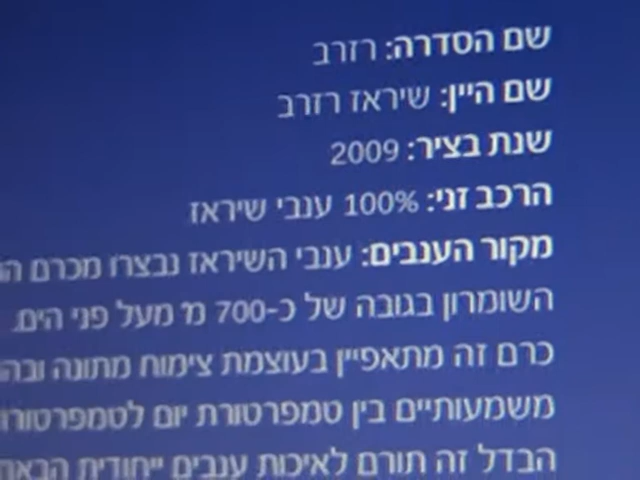 שם הסדרה: רזרב
שם היין: שיראז רזרב
שנת בציר: 2009
הרכב זני: 100% ענבי שיראז
מקור הענבים: ענבי השיראז נבצרו מכרם
השומרון בגובה של כ-700 מ' מעל פני הים.
כרם זה מתאפיין בעוצמת צימוח מתונה
משמעותיים בין טמפרטורת יום
הבדל זה תורם לאיכות ענבים ייחודית